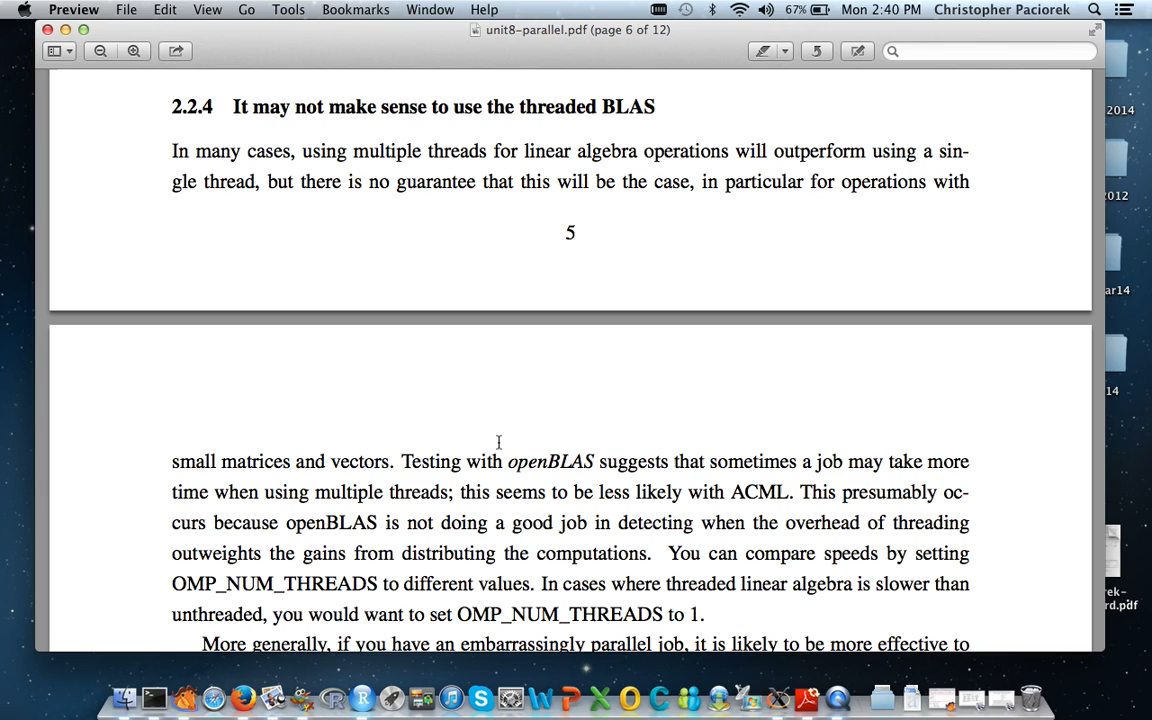 Preview File Edit View Go Tools Bookmarks Window Help 67% Mon 2:40 PM Christopher Paciorek
unit8-parallel.pdf (page 6 of 12)
2014
2012
ar14
14
rek-
rd.pdf
2.2.4 It may not make sense to use the threaded BLAS
In many cases, using multiple threads for linear algebra operations will outperform using a sin-
gle thread, but there is no guarantee that this will be the case, in particular for operations with
5
small matrices and vectors. Testing with openBLAS suggests that sometimes a job may take more
time when using multiple threads; this seems to be less likely with ACML. This presumably oc-
curs because openBLAS is not doing a good job in detecting when the overhead of threading
outweights the gains from distributing the computations. You can compare speeds by setting
OMP_NUM_THREADS to different values. In cases where threaded linear algebra is slower than
unthreaded, you would want to set OMP_NUM_THREADS to 1.
More generally, if you have an embarrassingly parallel job, it is likely to be more effective to